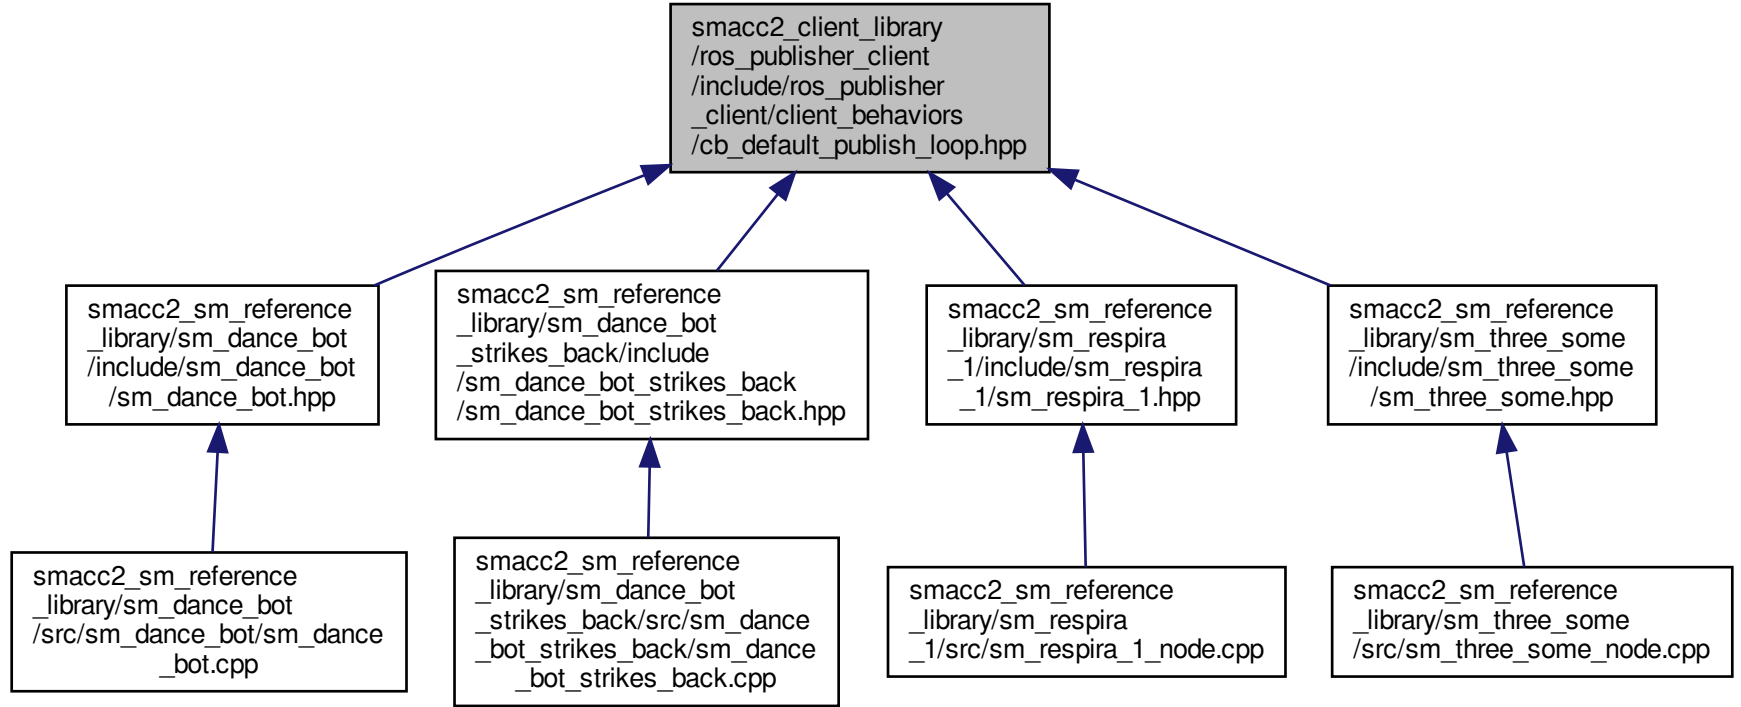 smacc2_client_library
/ros_publisher_client
/include/ros_publisher
_client/client_behaviors
/cb_default_publish_loop.hpp
smacc2_sm_reference
_library/sm_dance_bot
/include/sm_dance_bot
/sm_dance_bot.hpp
smacc2_sm_reference
_library/sm_dance_bot
_strikes_back/include
/sm_dance_bot_strikes_back
/sm_dance_bot_strikes_back.hpp
smacc2_sm_reference
_library/sm_respira
_1/include/sm_respira
_1/sm_respira_1.hpp
smacc2_sm_reference
_library/sm_three_some
/include/sm_three_some
/sm_three_some.hpp
smacc2_sm_reference
_library/sm_dance_bot
/src/sm_dance_bot/sm_dance
_bot.cpp
smacc2_sm_reference
_library/sm_dance_bot
_strikes_back/src/sm_dance
_bot_strikes_back/sm_dance
_bot_strikes_back.cpp
smacc2_sm_reference
_library/sm_respira
_1/src/sm_respira_1_node.cpp
smacc2_sm_reference
_library/sm_three_some
/src/sm_three_some_node.cpp